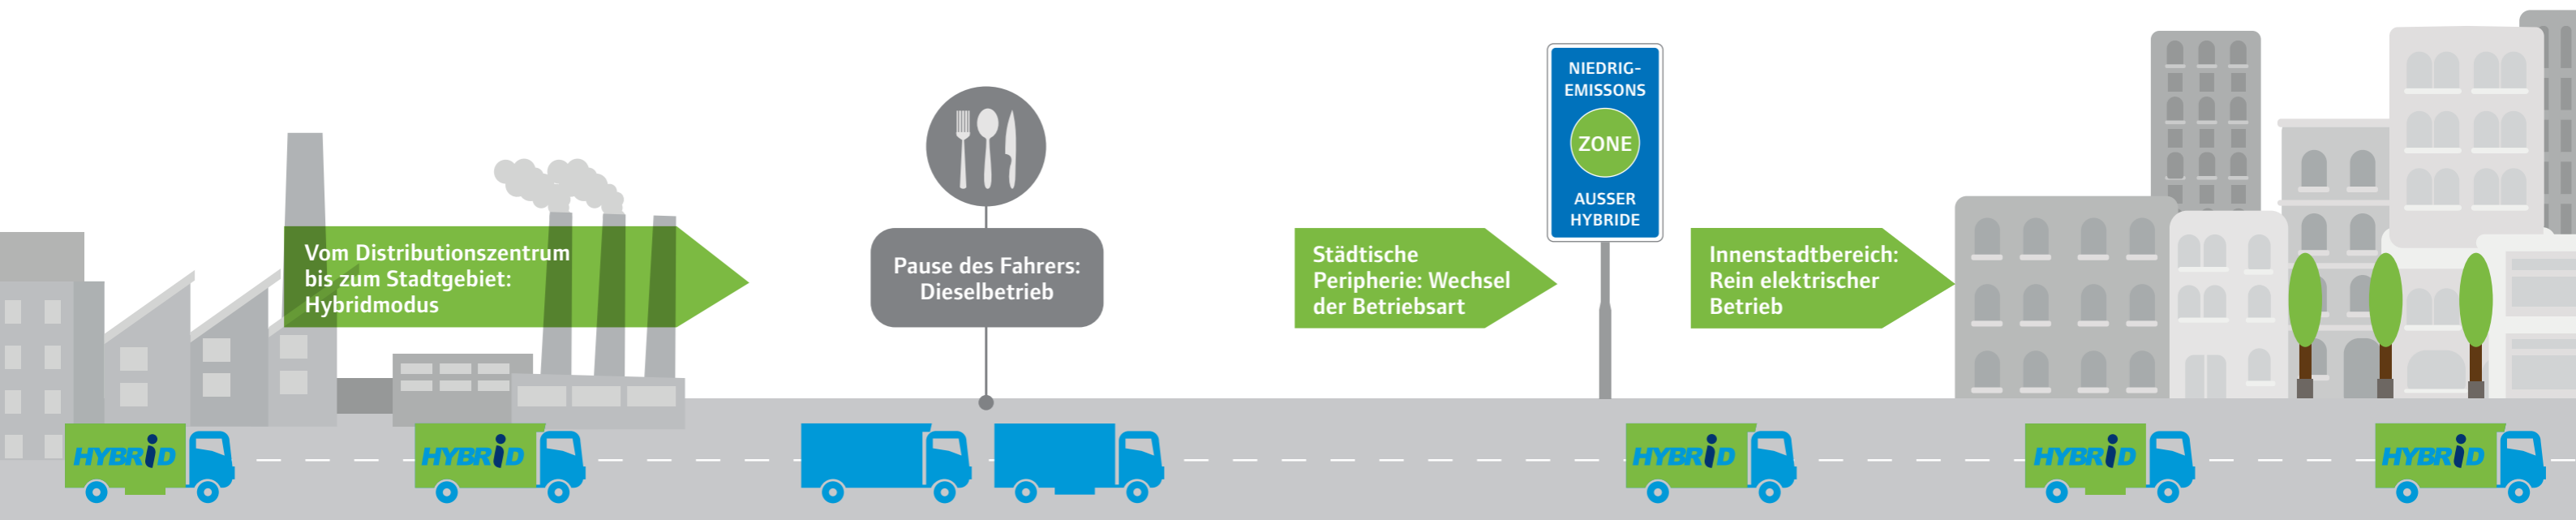 Vom Distributionszentrum
bis zum Stadtgebiet:
Hybridmodus
Pause des Fahrers:
Dieselbetrieb
Städtische
Peripherie: Wechsel
der Betriebsart
NIEDRIG-
EMISSONS
ZONE
AUSSER
HYBRIDE
Innenstadtbereich:
Rein elektrischer
Betrieb
HYBRiD
HYBRiD
HYBRiD
HYBRiD
HYBRiD